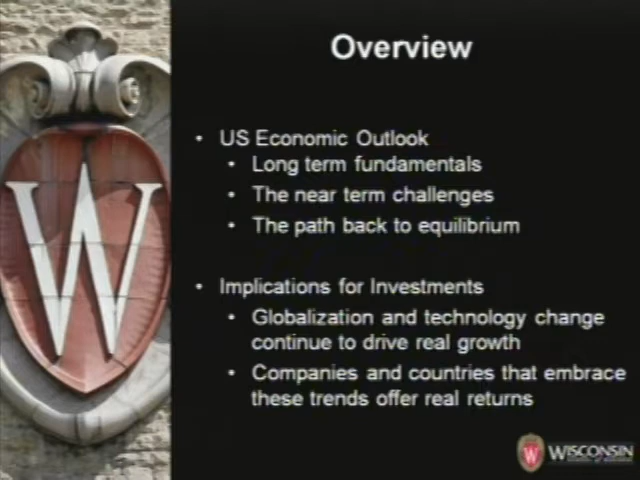 Overview
• US Economic Outlook
• Long term fundamentals
• The near term challenges
• The path back to equilibrium
• Implications for Investments
• Globalization and technology change
continue to drive real growth
• Companies and countries that embrace
these trends offer real returns
W
W
WISCONSIN